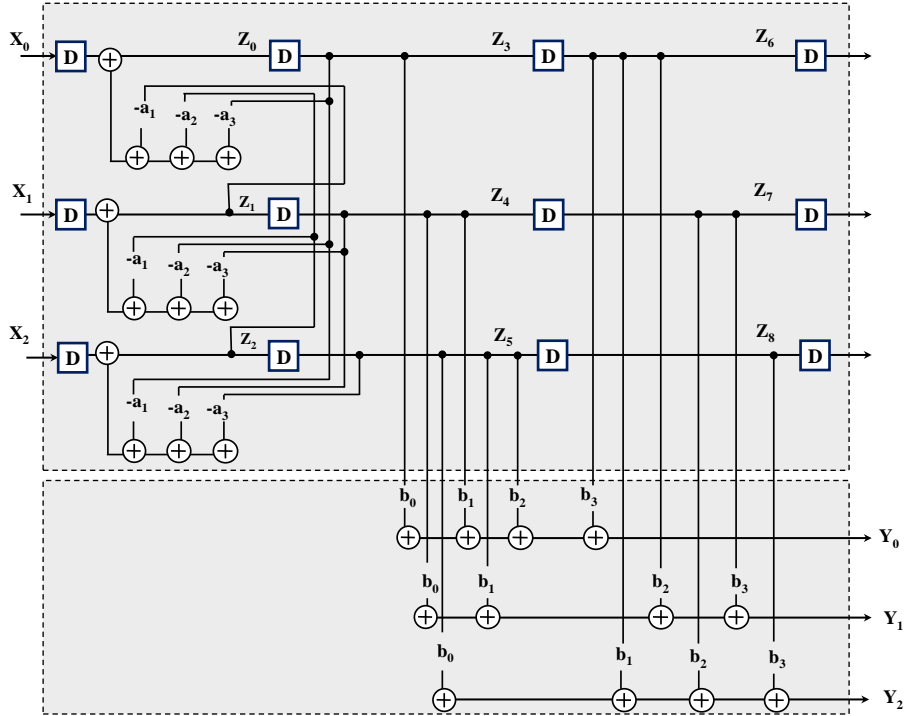 X₀ D Z₀ D Z₃ D Z₆ D
-a₁ -a₂ -a₃
X₁ D Z₁ D Z₄ D Z₇ D
-a₁ -a₂ -a₃
X₂ D Z₂ D Z₅ D Z₈ D
-a₁ -a₂ -a₃
b₀ b₁ b₂ b₃
Y₀
b₀ b₁ b₂ b₃
Y₁
b₀ b₁ b₂ b₃
Y₂